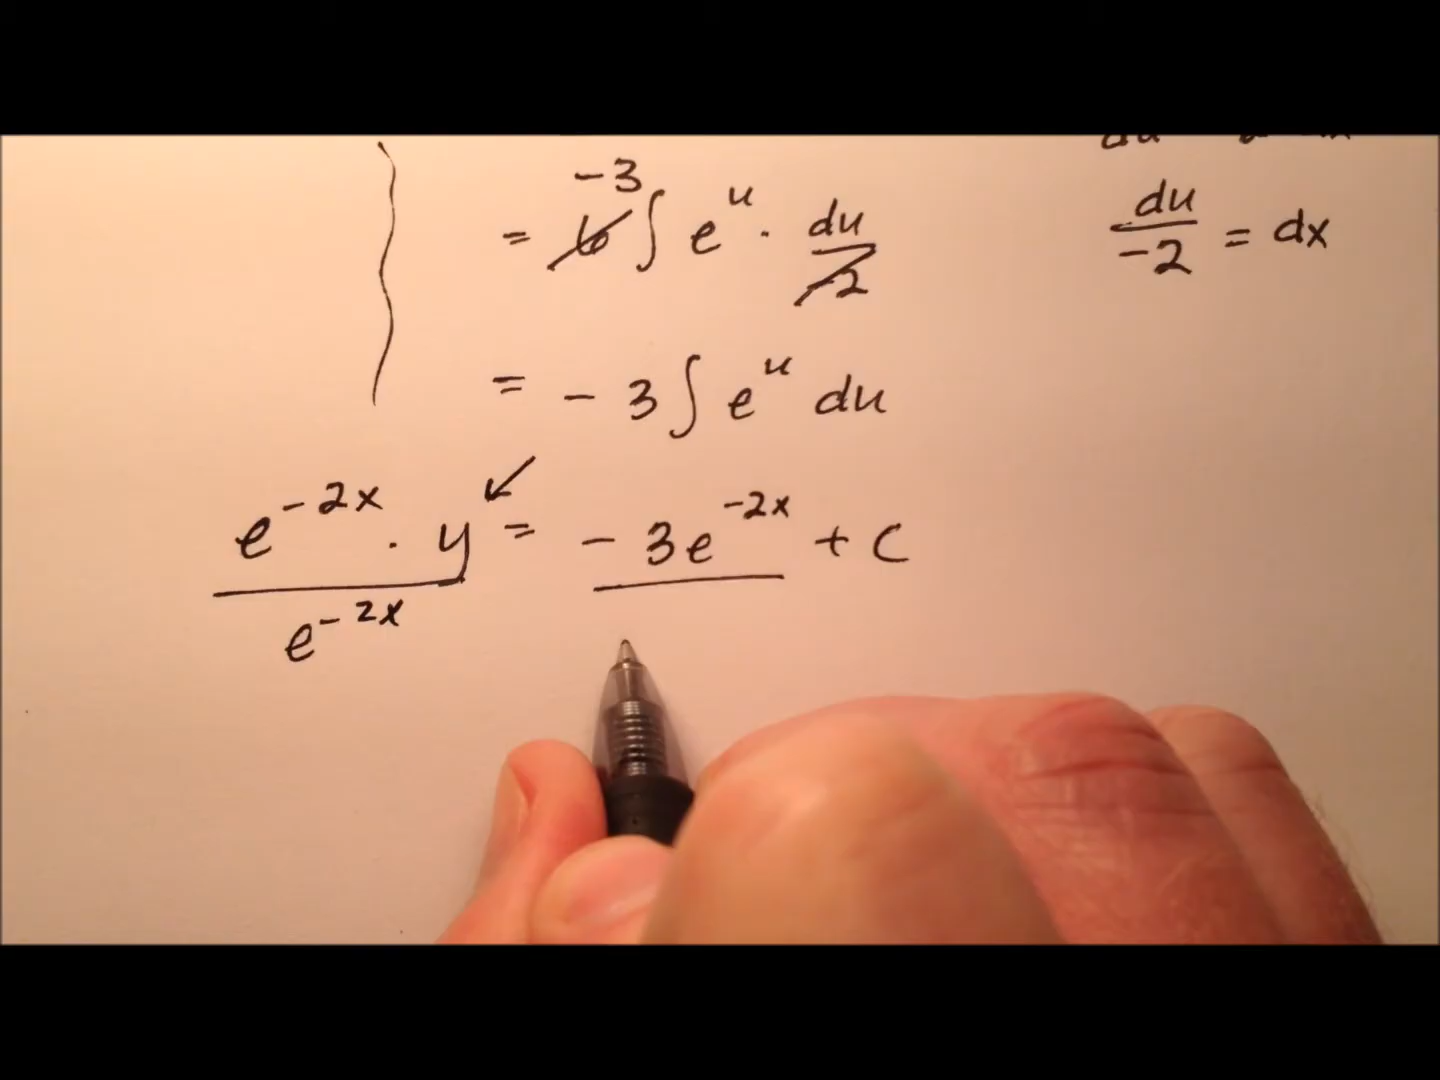 -3
= 6 ∫ e^u · du/-2
du/-2 = dx
= -3 ∫ e^u du
e^{-2x} · y = -3e^{-2x} + C
e^{-2x}